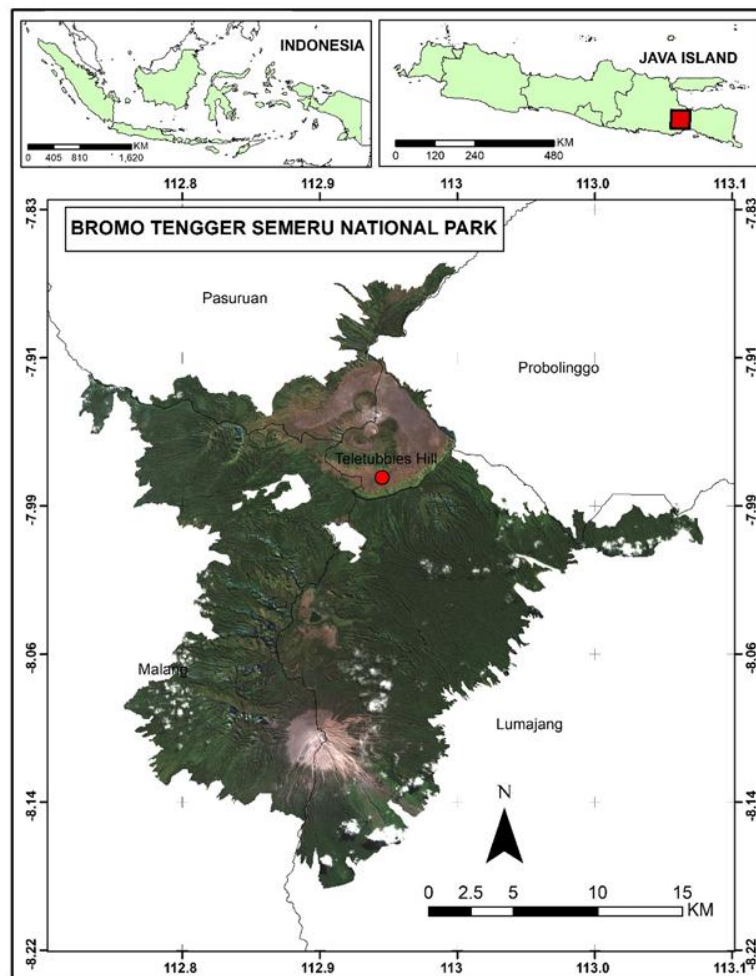 INDONESIA
KM
0 405 810 1,620
JAVA ISLAND
KM
0 120 240 480
112.8 112.9 113 113.0 113.1
BROMO TENGGER SEMERU NATIONAL PARK
-7.83 -7.83
Pasuruan
-7.91 -7.91
Probolinggo
Teletubbies Hill
-7.99 -7.99
-8.06 -8.06
Malang
Lumajang
-8.14 -8.14
N
0 2.5 5 10 15
KM
-8.22 -8.22
112.8 112.9 113 113.0 113.1